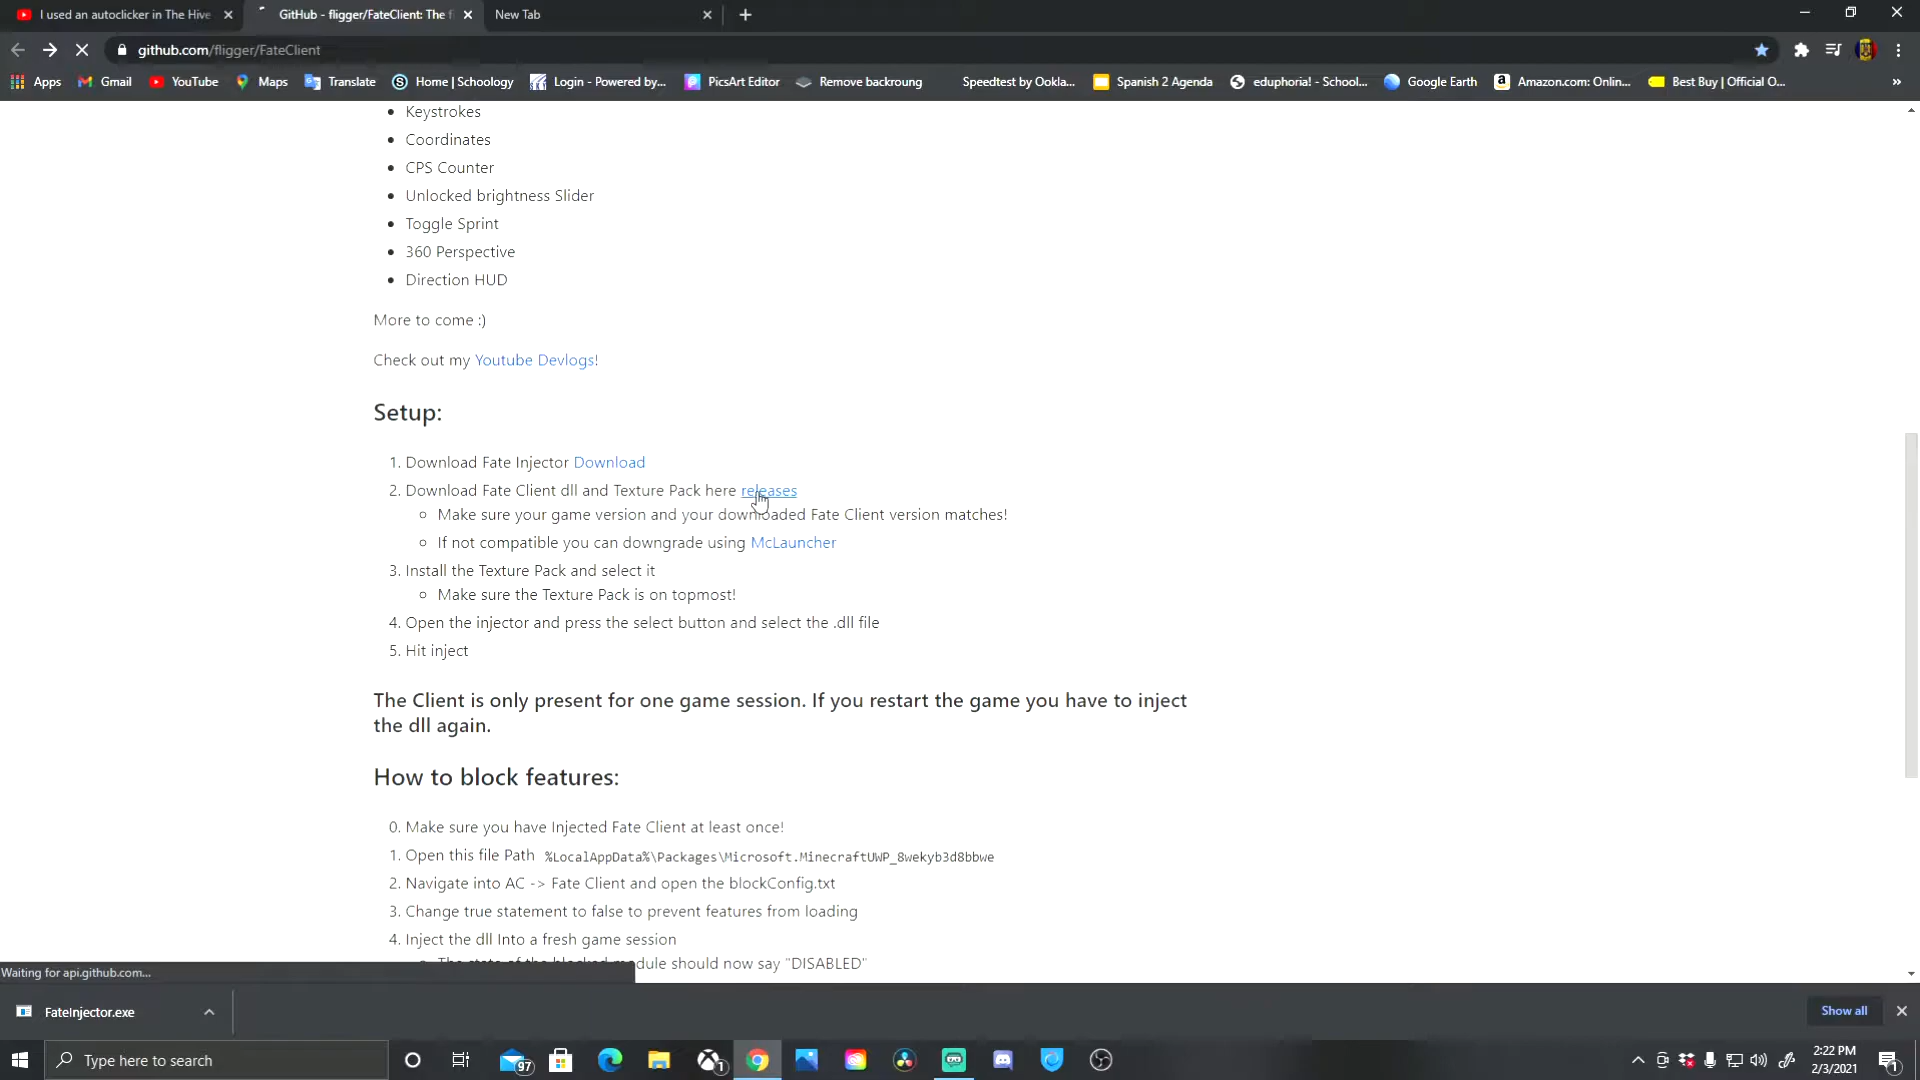 I used an autoclicker in The Hive
GitHub - fligger/FateClient: The f
New Tab
github.com/fligger/FateClient
Apps
Gmail
YouTube
Maps
Translate
Home | Schoology
Login - Powered by...
PicsArt Editor
Remove backroung
Speedtest by Ookla...
Spanish 2 Agenda
eduphoria! - School...
Google Earth
Amazon.com: Onlin...
Best Buy | Official O...
»
• Keystrokes
• Coordinates
• CPS Counter
• Unlocked brightness Slider
• Toggle Sprint
• 360 Perspective
• Direction HUD
More to come :)
Check out my Youtube Devlogs!
Setup:
1. Download Fate Injector Download
2. Download Fate Client dll and Texture Pack here releases
Make sure your game version and your downloaded Fate Client version matches!
If not compatible you can downgrade using McLauncher
3. Install the Texture Pack and select it
Make sure the Texture Pack is on topmost!
4. Open the injector and press the select button and select the .dll file
5. Hit inject
The Client is only present for one game session. If you restart the game you have to inject
the dll again.
How to block features:
0. Make sure you have Injected Fate Client at least once!
1. Open this file Path %LocalAppData%\Packages\Microsoft.MinecraftUWP_8wekyb3d8bbwe
2. Navigate into AC -> Fate Client and open the blockConfig.txt
3. Change true statement to false to prevent features from loading
4. Inject the dll Into a fresh game session
The state of the blocked module should now say "DISABLED"
Waiting for api.github.com...
FateInjector.exe
Show all
Type here to search
97
1
2:22 PM
2/3/2021
1